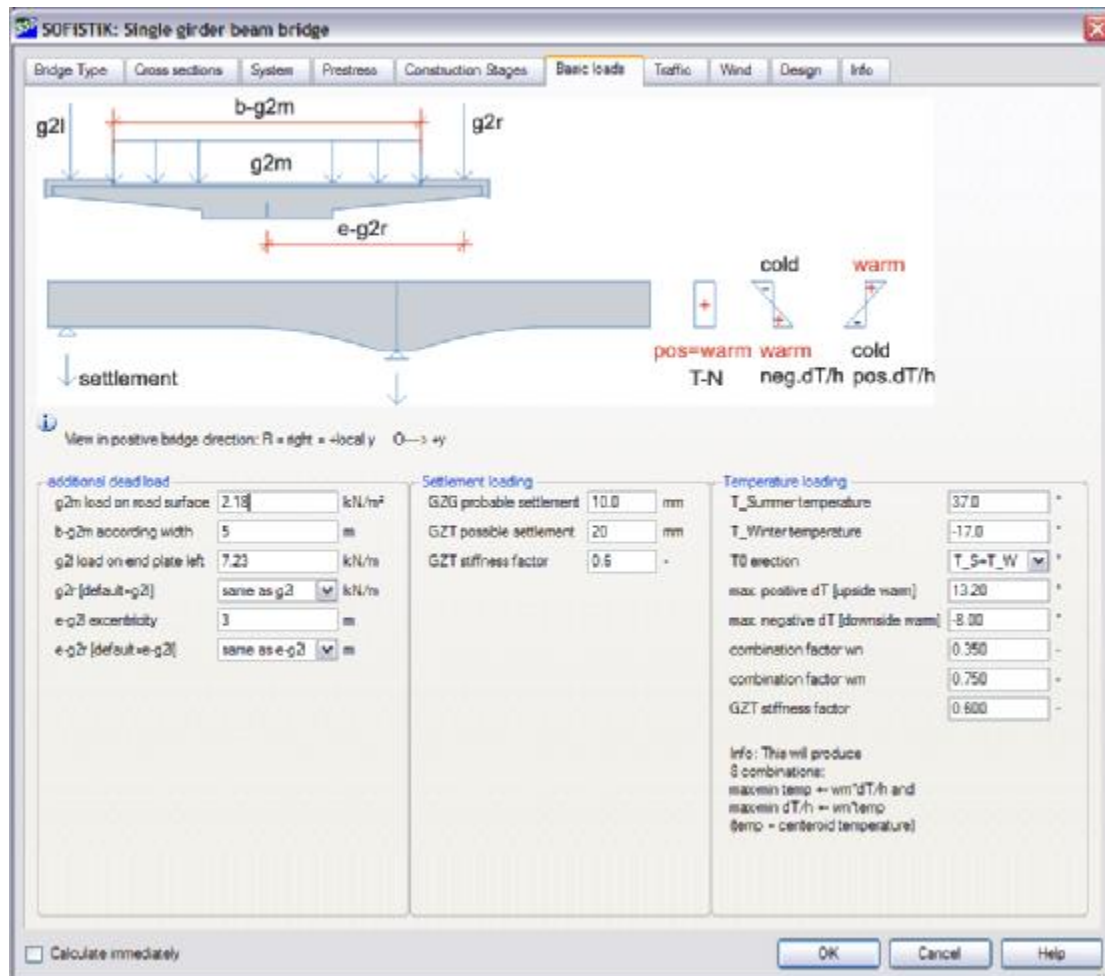 SOFiSTiK: Single girder beam bridge
Bridge Type Cross sections System Prestress Construction Stages Basic loads Traffic Wind Design Info
b-g2m
g2l g2r
g2m
e-g2r
cold warm
pos=warm warm cold
T-N neg.dT/h pos.dT/h
settlement
View in positive bridge direction: R = right = +local y O---> +y
additional dead load
g2m load on road surface 2.18 kN/m²
b-g2m according width 5 m
g2l load on end plate left 7.23 kN/m
g2r [default=g2l] same as g2l kN/m
e-g2l excentricity 3 m
e-g2r [default=e-g2l] same as e-g2l m
Settlement loading
GZG probable settlement 10.0 mm
GZT possible settlement 20 mm
GZT stiffness factor 0.6 -
Temperature loading
T_Summer temperature 37.0 °
T_Winter temperature -17.0 °
T0 erection T_S+T_W °
max. positive dT [upside warm] 13.20 °
max. negative dT [downside warm] -8.00 °
combination factor wn 0.350 -
combination factor wm 0.750 -
GZT stiffness factor 0.600 -
Info: This will produce
8 combinations:
max-min temp +- wm*dT/h and
max-min dT/h +- wn*temp
(temp = centeroid temperature)
Calculate immediately
OK Cancel Help